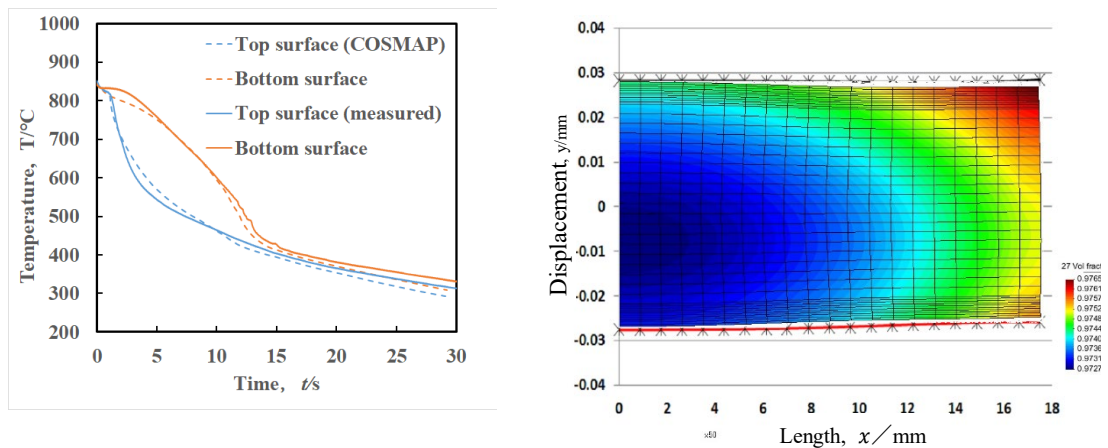 1000
900
800
700
600
500
400
300
200
Temperature, T/°C
Top surface (COSMAP)
Bottom surface
Top surface (measured)
Bottom surface
0 5 10 15 20 25 30
Time, t/s
0.04
0.03
0.02
0.01
0
-0.01
-0.02
-0.03
-0.04
Displacement, y/mm
0 2 4 6 8 10 12 14 16 18
x50
Length, x/mm
27 Vol fract
0.9765
0.9761
0.9757
0.9752
0.9748
0.9744
0.9740
0.9736
0.9731
0.9727